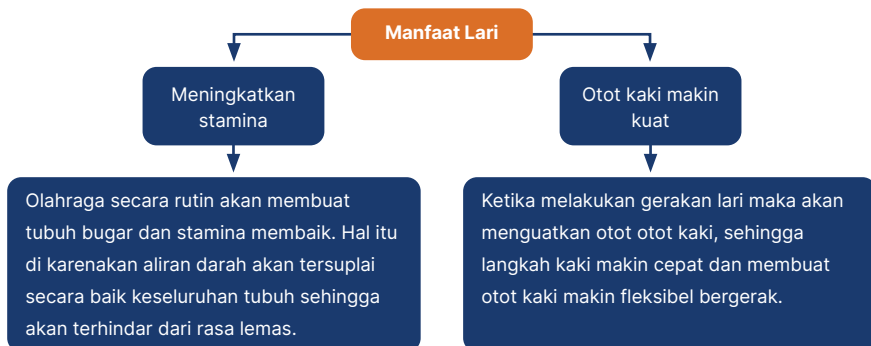 Manfaat Lari
Meningkatkan
stamina
Otot kaki makin
kuat
Olahraga secara rutin akan membuat
tubuh bugar dan stamina membaik. Hal itu
di karenakan aliran darah akan tersuplai
secara baik keseluruhan tubuh sehingga
akan terhindar dari rasa lemas.
Ketika melakukan gerakan lari maka akan
menguatkan otot otot kaki, sehingga
langkah kaki makin cepat dan membuat
otot kaki makin fleksibel bergerak.